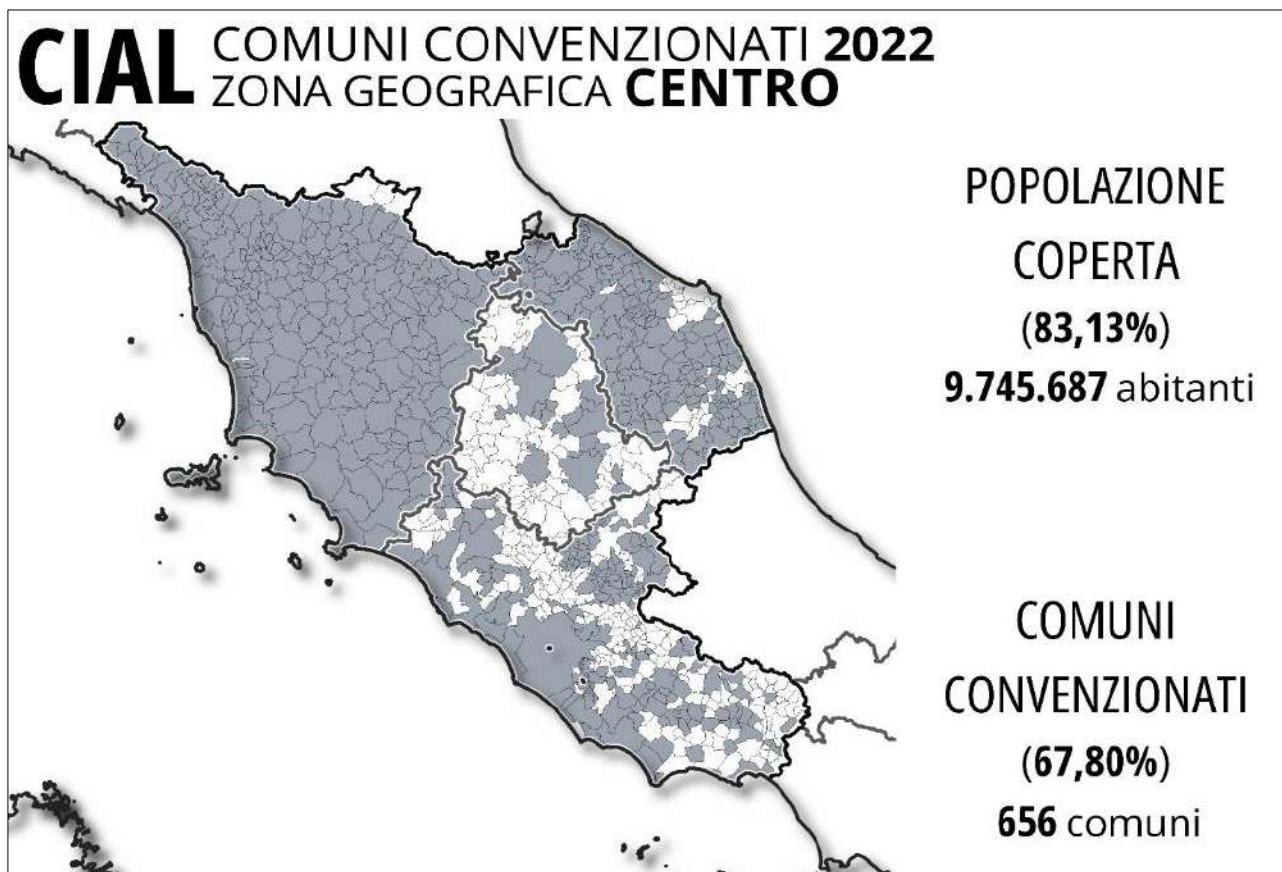 CIAL COMUNI CONVENZIONATI 2022
ZONA GEOGRAFICA CENTRO
POPOLAZIONE
COPERTA
(83,13%)
9.745.687 abitanti
COMUNI
CONVENZIONATI
(67,80%)
656 comuni